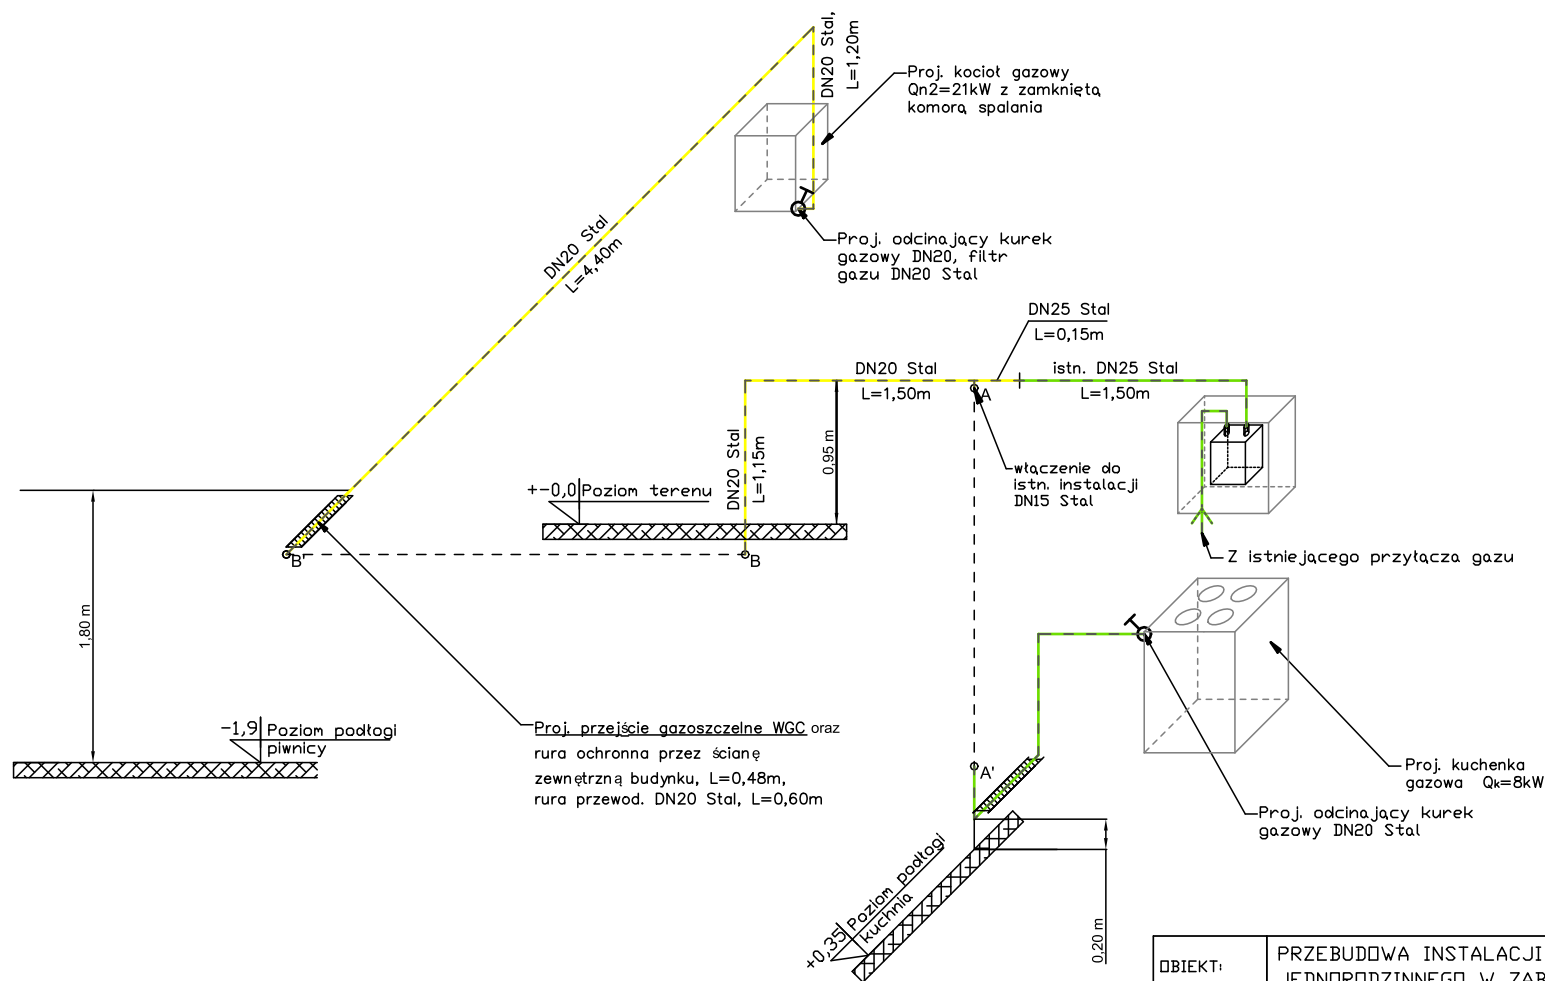 DN20 Stal,
L=1,20m
Proj. kocioł gazowy
Qn2=21kW z zamkniętą
komorą spalania
DN20 Stal
L=4,40m
Proj. odcinający kurek
gazowy DN20, filtr
gazu DN20 Stal
DN25 Stal
L=0,15m
DN20 Stal
L=1,50m
istn. DN25 Stal
L=1,50m
A
DN20 Stal
L=1,15m
0,95 m
włączenie do
istn. instalacji
DN15 Stal
+-0,0 Poziom terenu
B'
B
Z istniejącego przyłącza gazu
1,80 m
-1,9 Poziom podłogi
piwnicy
Proj. przejście gazoszczelne WGC oraz
rura ochronna przez ścianę
zewnętrzną budynku, L=0,48m,
rura przewod. DN20 Stal, L=0,60m
A'
Proj. kuchenka
gazowa Qk=8kW
Proj. odcinający kurek
gazowy DN20 Stal
+0,35 Poziom podłogi
kuchnia
0,20 m
OBIEKT:
PRZEBUDOWA INSTALACJI
JEDNORODZINNEGO W ZAB